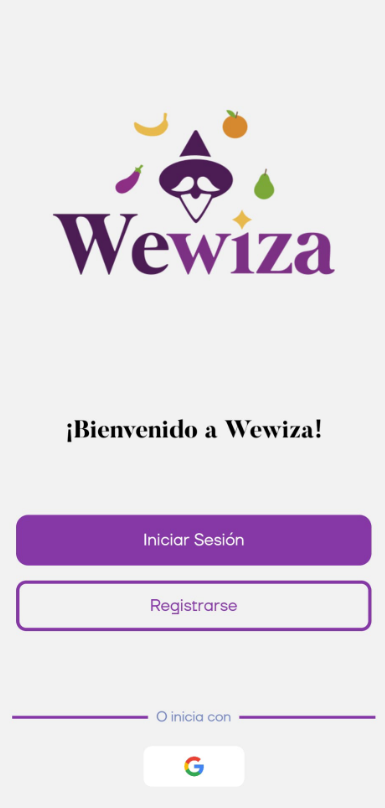 Wewiza
¡Bienvenido a Wewiza!
Iniciar Sesión
Registrarse
O inicia con